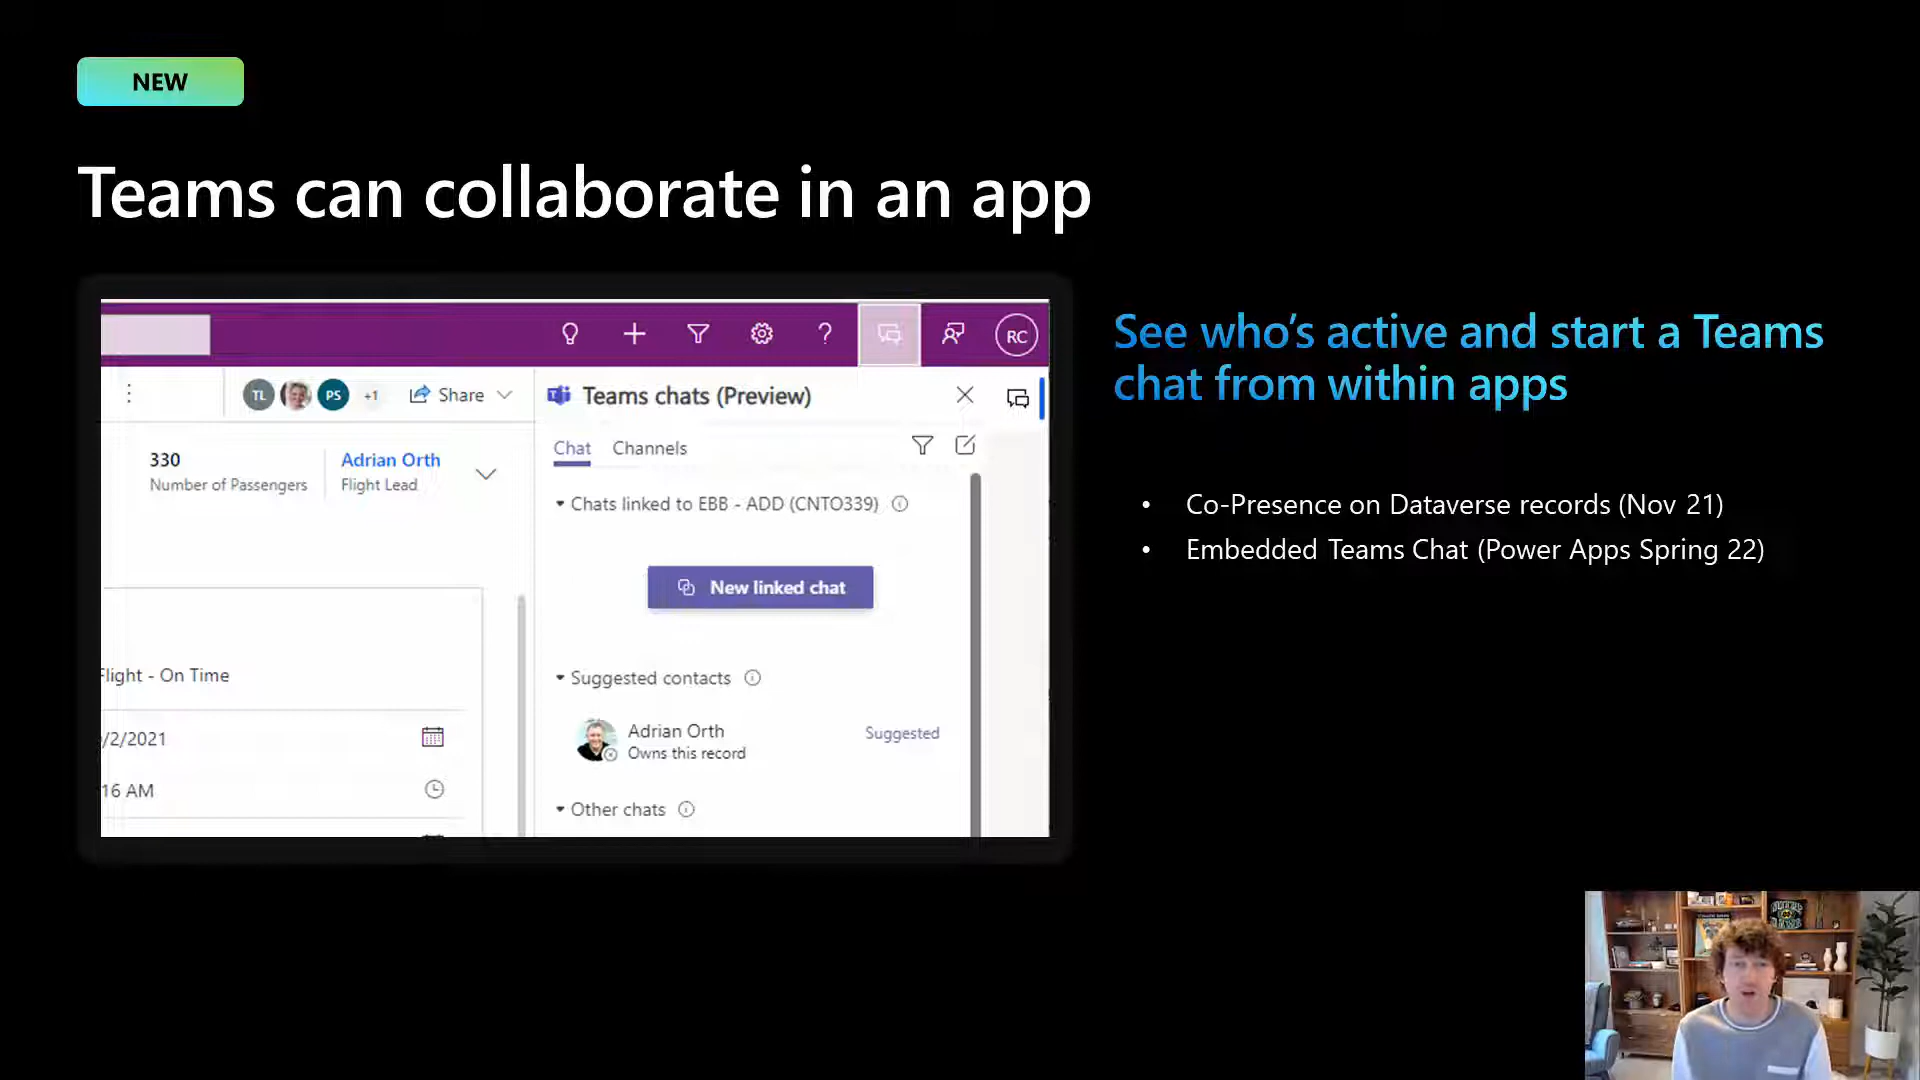 NEW
Teams can collaborate in an app
RC
TL
PS
+1
Share
Teams chats (Preview)
330
Number of Passengers
Adrian Orth
Flight Lead
Chat
Channels
Chats linked to EBB - ADD (CNTO339)
New linked chat
Flight - On Time
Suggested contacts
/2/2021
Adrian Orth
Owns this record
Suggested
16 AM
Other chats
See who's active and start a Teams
chat from within apps
• Co-Presence on Dataverse records (Nov 21)
• Embedded Teams Chat (Power Apps Spring 22)